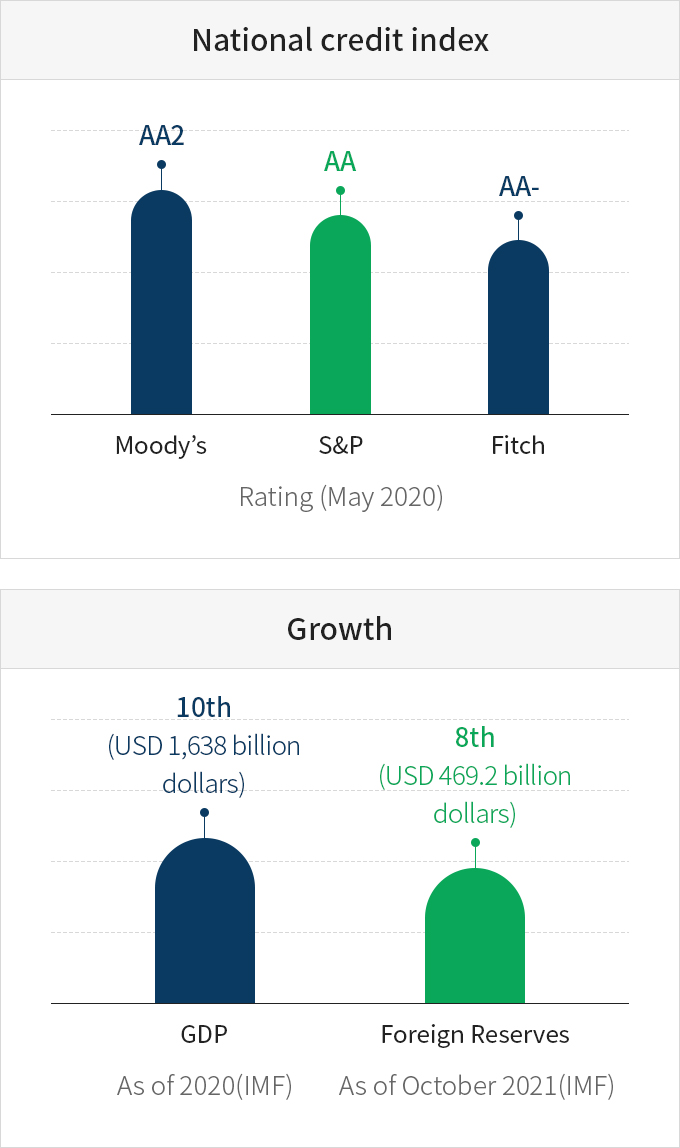 National credit index
AA2
AA
AA-
Moody’s
S&P
Fitch
Rating (May 2020)
Growth
10th
(USD 1,638 billion
dollars)
8th
(USD 469.2 billion
dollars)
GDP
Foreign Reserves
As of 2020(IMF)
As of October 2021(IMF)